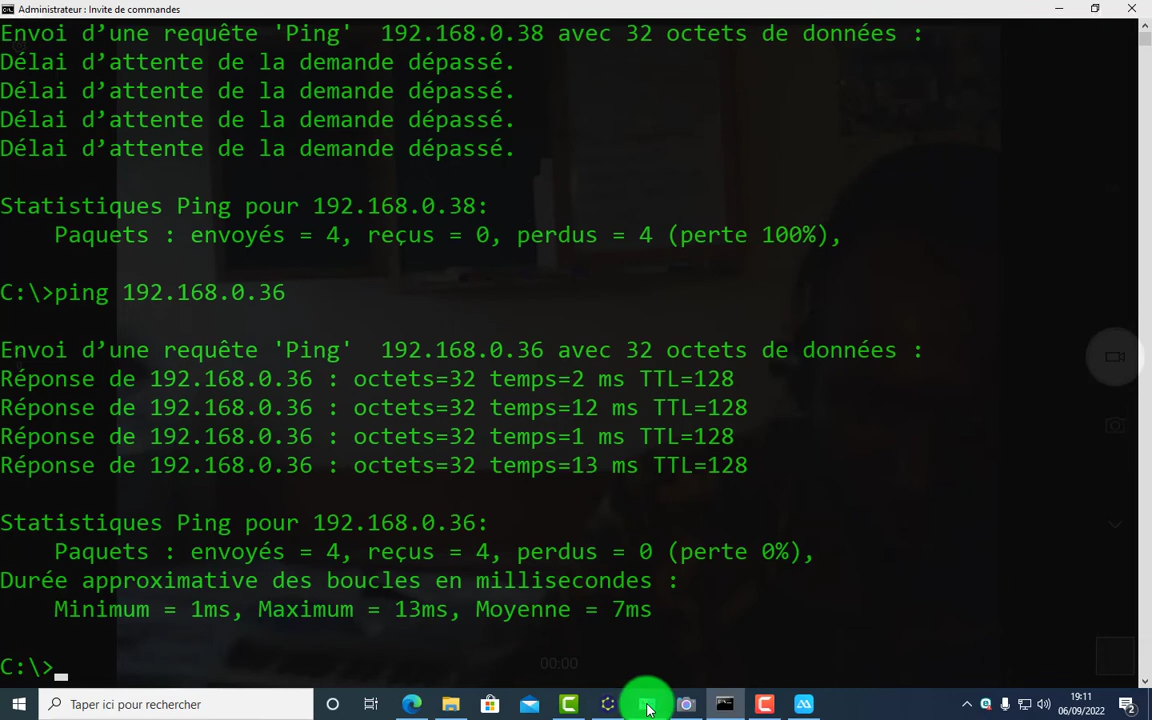 Administrateur : Invite de commandes
Envoi d’une requête 'Ping'  192.168.0.38 avec 32 octets de données :
Délai d’attente de la demande dépassé.
Délai d’attente de la demande dépassé.
Délai d’attente de la demande dépassé.
Délai d’attente de la demande dépassé.
Statistiques Ping pour 192.168.0.38:
Paquets : envoyés = 4, reçus = 0, perdus = 4 (perte 100%),
C:\>ping 192.168.0.36
Envoi d’une requête 'Ping'  192.168.0.36 avec 32 octets de données :
Réponse de 192.168.0.36 : octets=32 temps=2 ms TTL=128
Réponse de 192.168.0.36 : octets=32 temps=12 ms TTL=128
Réponse de 192.168.0.36 : octets=32 temps=1 ms TTL=128
Réponse de 192.168.0.36 : octets=32 temps=13 ms TTL=128
Statistiques Ping pour 192.168.0.36:
Paquets : envoyés = 4, reçus = 4, perdus = 0 (perte 0%),
Durée approximative des boucles en millisecondes :
Minimum = 1ms, Maximum = 13ms, Moyenne = 7ms
C:\>
00:00
Taper ici pour rechercher
19:11
06/09/2022
2